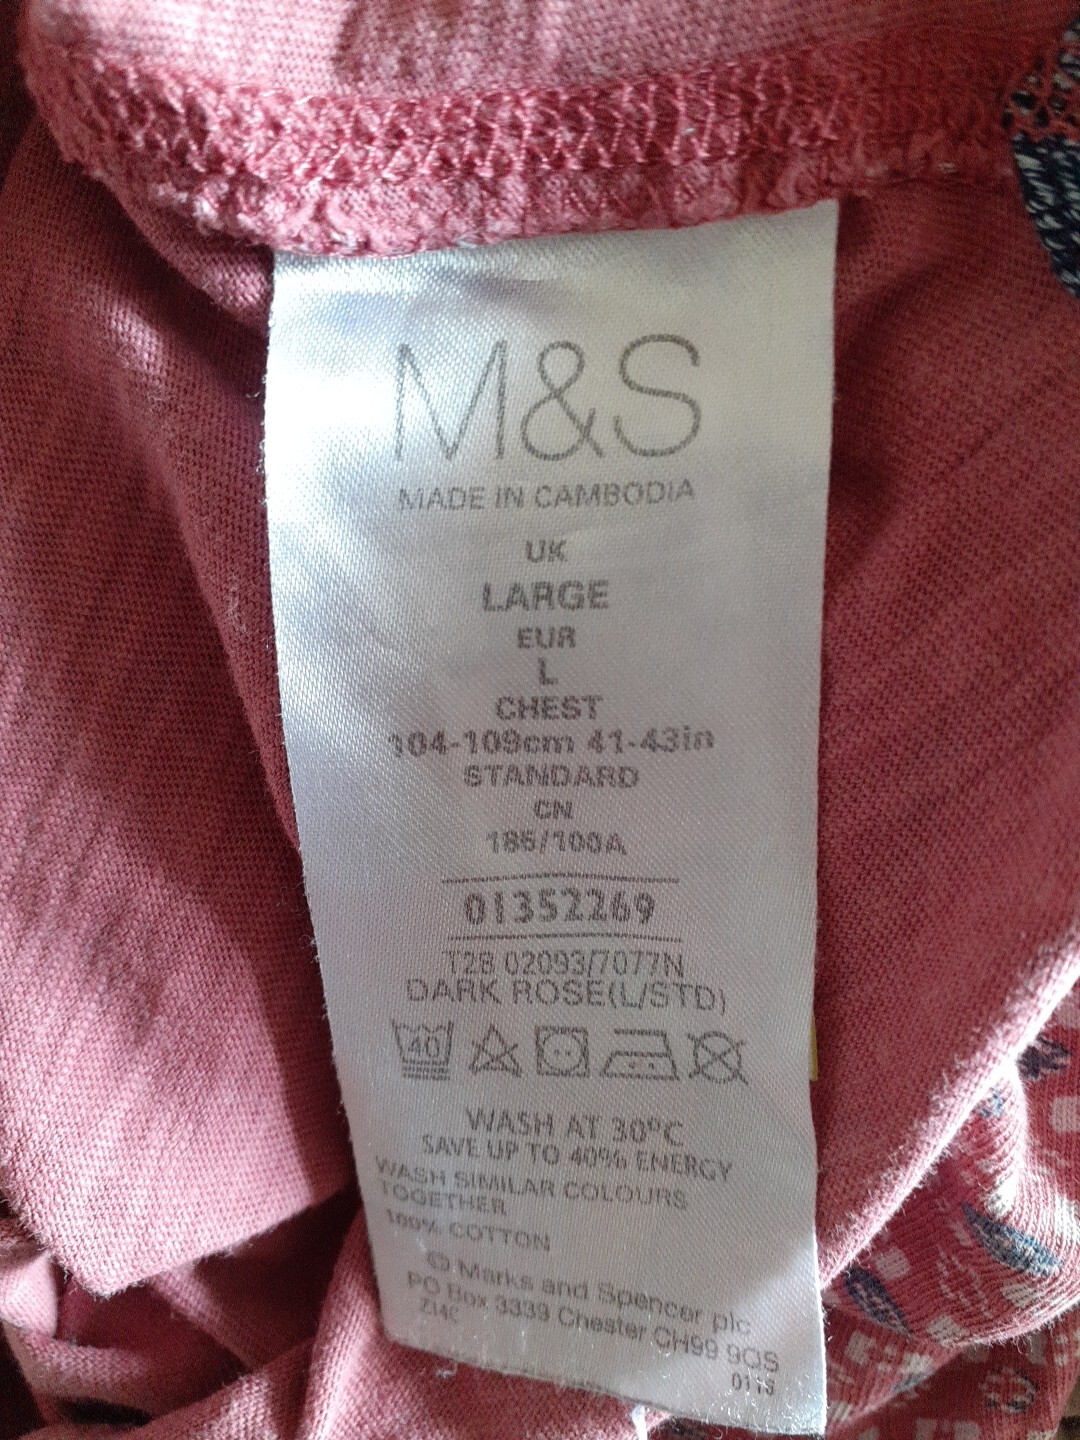 M&S
MADE IN CAMBODIA
UK
LARGE
EUR
L
CHEST
104-109cm 41-43in
STANDARD
CN
185/100A
01352269
T28 02093/7077N
DARK ROSE(L/STD)
40
WASH AT 30ºC
SAVE UP TO 40% ENERGY
WASH SIMILAR COLOURS
TOGETHER
100% COTTON
© Marks and Spencer plc
PO Box 3339 Chester CH99 9QS